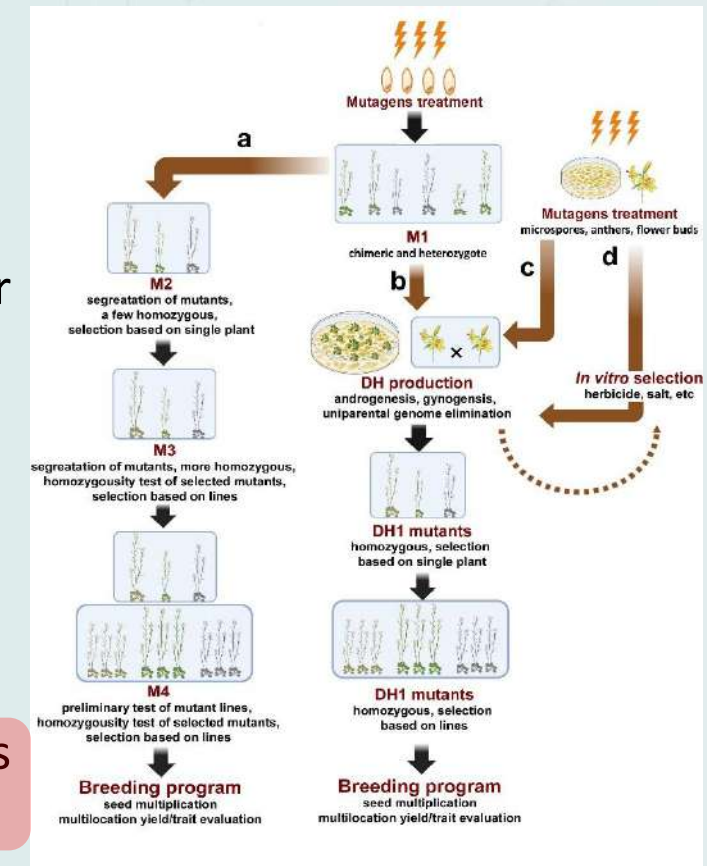 Mutagens treatment
a
M1
chimeric and heterozygote
Mutagens treatment
microspores, anthers, flower buds
M2
segreatation of mutants,
a few homozygous,
selection based on single plant
b
c
d
×
DH production
androgenesis, gynogensis,
uniparental genome elimination
In vitro selection
herbicide, salt, etc
M3
segreatation of mutants, more homozygous,
homozygousity test of selected mutants,
selection based on lines
DH1 mutants
homozygous, selection
based on single plant
M4
preliminary test of mutant lines,
homozygousity test of selected mutants,
selection based on lines
DH1 mutants
homozygous, selection
based on lines
Breeding program
seed multiplication
multilocation yield/trait evaluation
Breeding program
seed multiplication
multilocation yield/trait evaluation
r
s